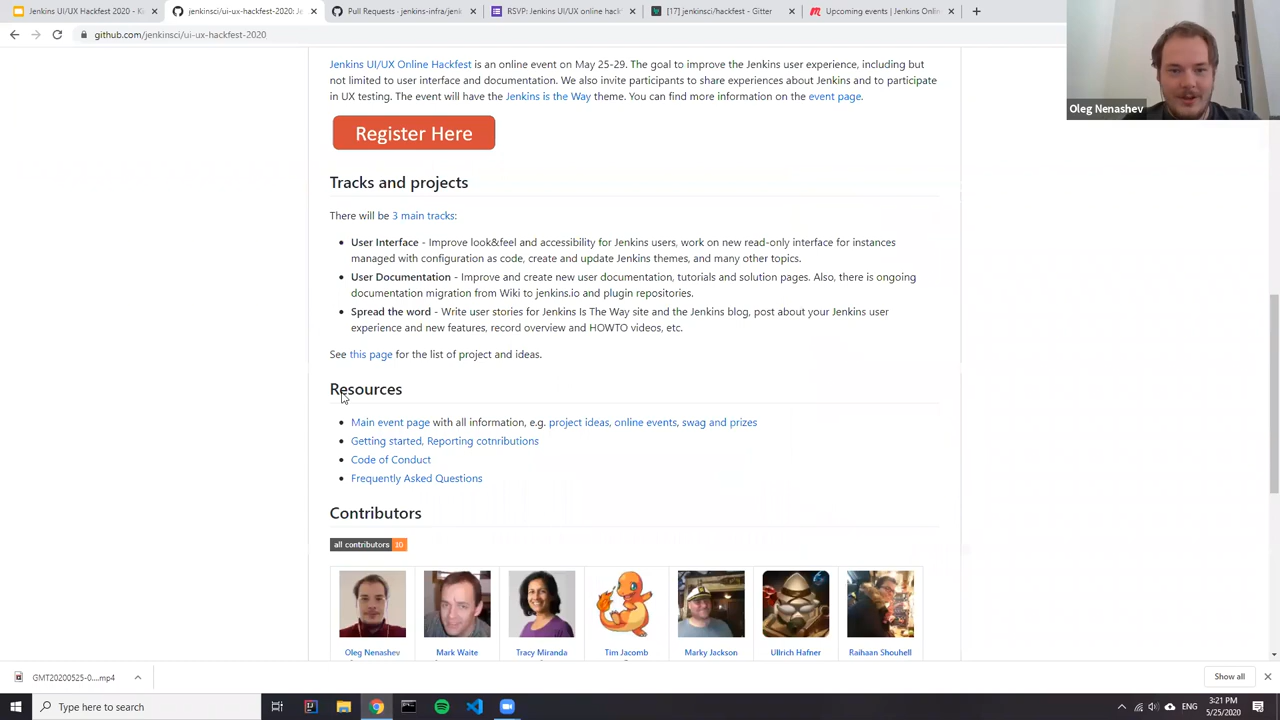 Jenkins UI/UX Hackfest 2020 - Ki
jenkinsci/ui-ux-hackfest-2020: Je
Pull Requests · jenkins-infra/jenk
RSVP: Jenkins UI/UX online hack
[17] jenkinsci/hackfest - Gitter
Upcoming events | Jenkins Onli
github.com/jenkinsci/ui-ux-hackfest-2020
Oleg Nenashev
Jenkins UI/UX Online Hackfest is an online event on May 25-29. The goal to improve the Jenkins user experience, including but
not limited to user interface and documentation. We also invite participants to share experiences about Jenkins and to participate
in UX testing. The event will have the Jenkins is the Way theme. You can find more information on the event page.
Register Here
Tracks and projects
There will be 3 main tracks:
• User Interface - Improve look&feel and accessibility for Jenkins users, work on new read-only interface for instances
managed with configuration as code, create and update Jenkins themes, and many other topics.
• User Documentation - Improve and create new user documentation, tutorials and solution pages. Also, there is ongoing
documentation migration from Wiki to jenkins.io and plugin repositories.
• Spread the word - Write user stories for Jenkins Is The Way site and the Jenkins blog, post about your Jenkins user
experience and new features, record overview and HOWTO videos, etc.
See this page for the list of project and ideas.
Resources
• Main event page with all information, e.g. project ideas, online events, swag and prizes
• Getting started, Reporting cotnributions
• Code of Conduct
• Frequently Asked Questions
Contributors
all contributors 10
Oleg Nenashev
Mark Waite
Tracy Miranda
Tim Jacomb
Marky Jackson
Ullrich Hafner
Raihaan Shouhell
GMT20200525-0....mp4
Show all
Type here to search
ENG
3:21 PM
5/25/2020